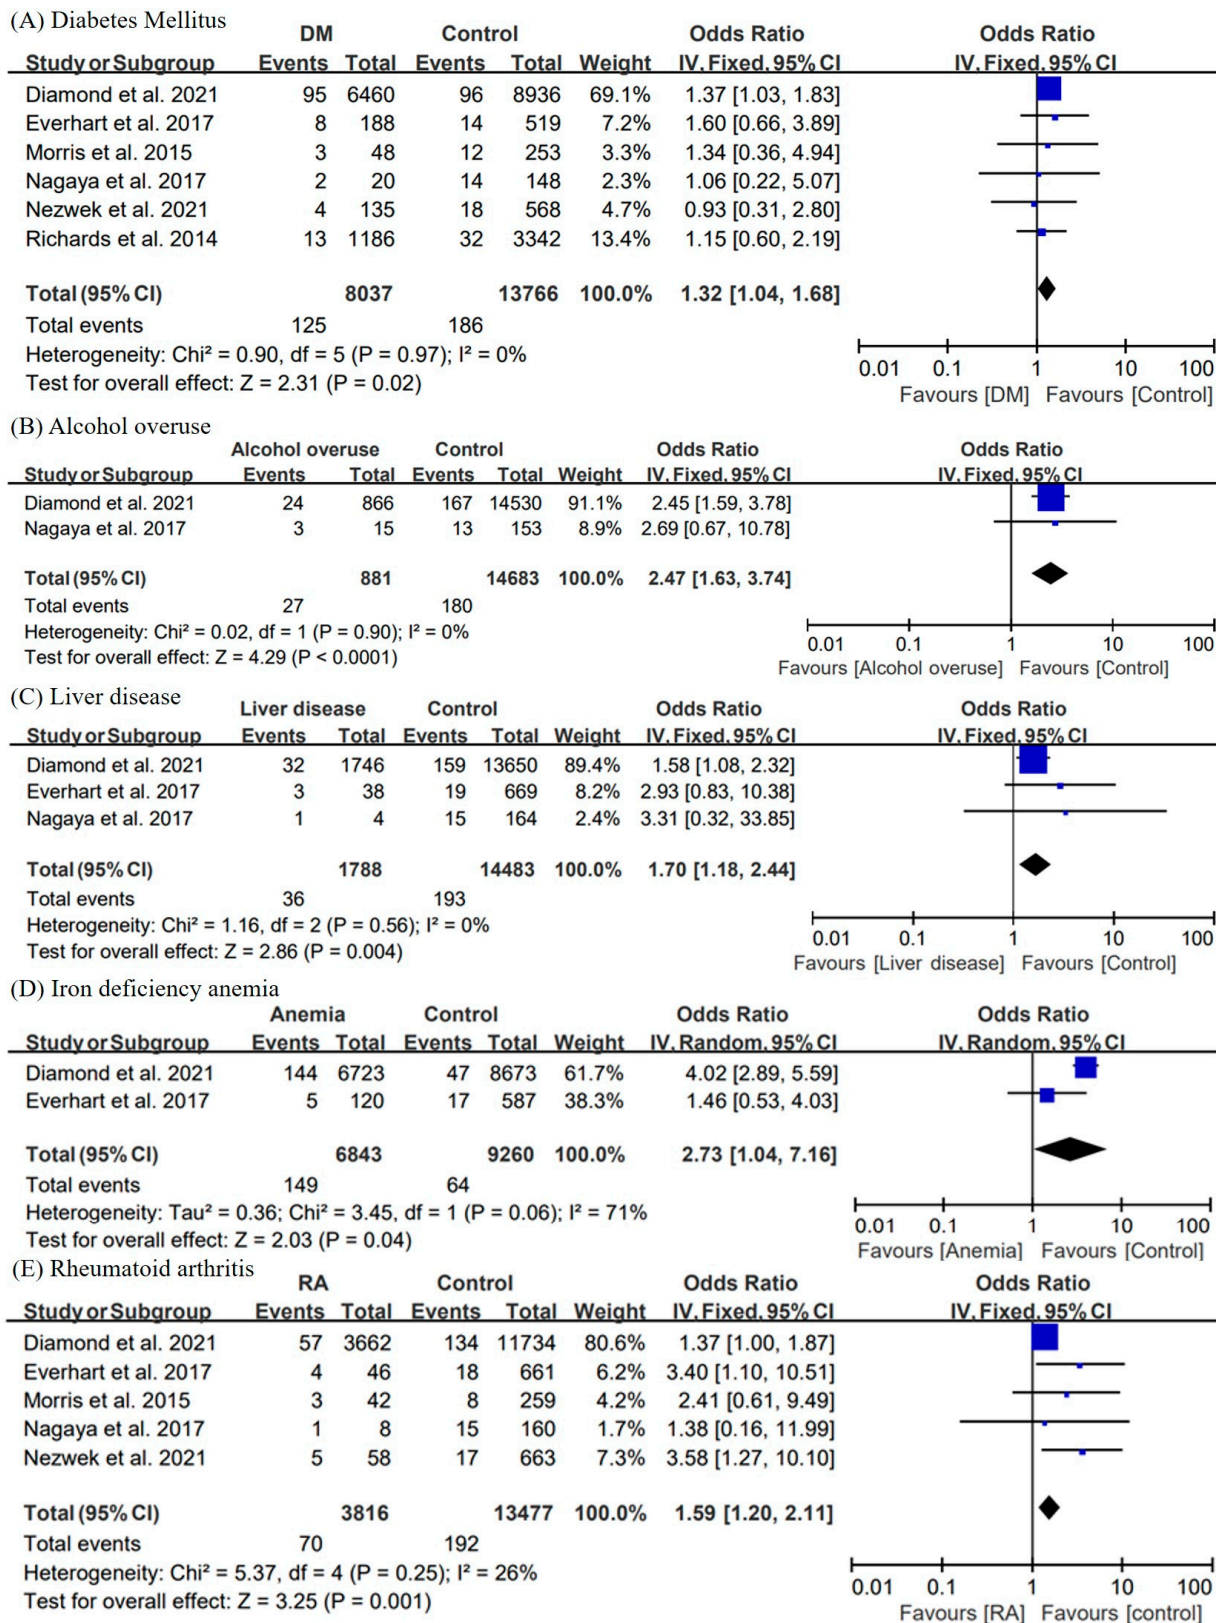 (A) Diabetes Mellitus
DM Control Odds Ratio Odds Ratio
Study or Subgroup Events Total Events Total Weight IV, Fixed, 95% CI IV, Fixed, 95% CI
Diamond et al. 2021 95 6460 96 8936 69.1% 1.37 [1.03, 1.83]
Everhart et al. 2017 8 188 14 519 7.2% 1.60 [0.66, 3.89]
Morris et al. 2015 3 48 12 253 3.3% 1.34 [0.36, 4.94]
Nagaya et al. 2017 2 20 14 148 2.3% 1.06 [0.22, 5.07]
Nezwek et al. 2021 4 135 18 568 4.7% 0.93 [0.31, 2.80]
Richards et al. 2014 13 1186 32 3342 13.4% 1.15 [0.60, 2.19]
Total (95% CI) 8037 13766 100.0% 1.32 [1.04, 1.68]
Total events 125 186
Heterogeneity: Chi² = 0.90, df = 5 (P = 0.97); I² = 0%
Test for overall effect: Z = 2.31 (P = 0.02)
0.01 0.1 1 10 100
Favours [DM] Favours [Control]
(B) Alcohol overuse
Alcohol overuse Control Odds Ratio Odds Ratio
Study or Subgroup Events Total Events Total Weight IV, Fixed, 95% CI IV, Fixed, 95% CI
Diamond et al. 2021 24 866 167 14530 91.1% 2.45 [1.59, 3.78]
Nagaya et al. 2017 3 15 13 153 8.9% 2.69 [0.67, 10.78]
Total (95% CI) 881 14683 100.0% 2.47 [1.63, 3.74]
Total events 27 180
Heterogeneity: Chi² = 0.02, df = 1 (P = 0.90); I² = 0%
Test for overall effect: Z = 4.29 (P < 0.0001)
0.01 0.1 1 10 100
Favours [Alcohol overuse] Favours [Control]
(C) Liver disease
Liver disease Control Odds Ratio Odds Ratio
Study or Subgroup Events Total Events Total Weight IV, Fixed, 95% CI IV, Fixed, 95% CI
Diamond et al. 2021 32 1746 159 13650 89.4% 1.58 [1.08, 2.32]
Everhart et al. 2017 3 38 19 669 8.2% 2.93 [0.83, 10.38]
Nagaya et al. 2017 1 4 15 164 2.4% 3.31 [0.32, 33.85]
Total (95% CI) 1788 14483 100.0% 1.70 [1.18, 2.44]
Total events 36 193
Heterogeneity: Chi² = 1.16, df = 2 (P = 0.56); I² = 0%
Test for overall effect: Z = 2.86 (P = 0.004)
0.01 0.1 1 10 100
Favours [Liver disease] Favours [Control]
(D) Iron deficiency anemia
Anemia Control Odds Ratio Odds Ratio
Study or Subgroup Events Total Events Total Weight IV, Random, 95% CI IV, Random, 95% CI
Diamond et al. 2021 144 6723 47 8673 61.7% 4.02 [2.89, 5.59]
Everhart et al. 2017 5 120 17 587 38.3% 1.46 [0.53, 4.03]
Total (95% CI) 6843 9260 100.0% 2.73 [1.04, 7.16]
Total events 149 64
Heterogeneity: Tau² = 0.36; Chi² = 3.45, df = 1 (P = 0.06); I² = 71%
Test for overall effect: Z = 2.03 (P = 0.04)
0.01 0.1 1 10 100
Favours [Anemia] Favours [Control]
(E) Rheumatoid arthritis
RA Control Odds Ratio Odds Ratio
Study or Subgroup Events Total Events Total Weight IV, Fixed, 95% CI IV, Fixed, 95% CI
Diamond et al. 2021 57 3662 134 11734 80.6% 1.37 [1.00, 1.87]
Everhart et al. 2017 4 46 18 661 6.2% 3.40 [1.10, 10.51]
Morris et al. 2015 3 42 8 259 4.2% 2.41 [0.61, 9.49]
Nagaya et al. 2017 1 8 15 160 1.7% 1.38 [0.16, 11.99]
Nezwek et al. 2021 5 58 17 663 7.3% 3.58 [1.27, 10.10]
Total (95% CI) 3816 13477 100.0% 1.59 [1.20, 2.11]
Total events 70 192
Heterogeneity: Chi² = 5.37, df = 4 (P = 0.25); I² = 26%
Test for overall effect: Z = 3.25 (P = 0.001)
0.01 0.1 1 10 100
Favours [RA] Favours [control]